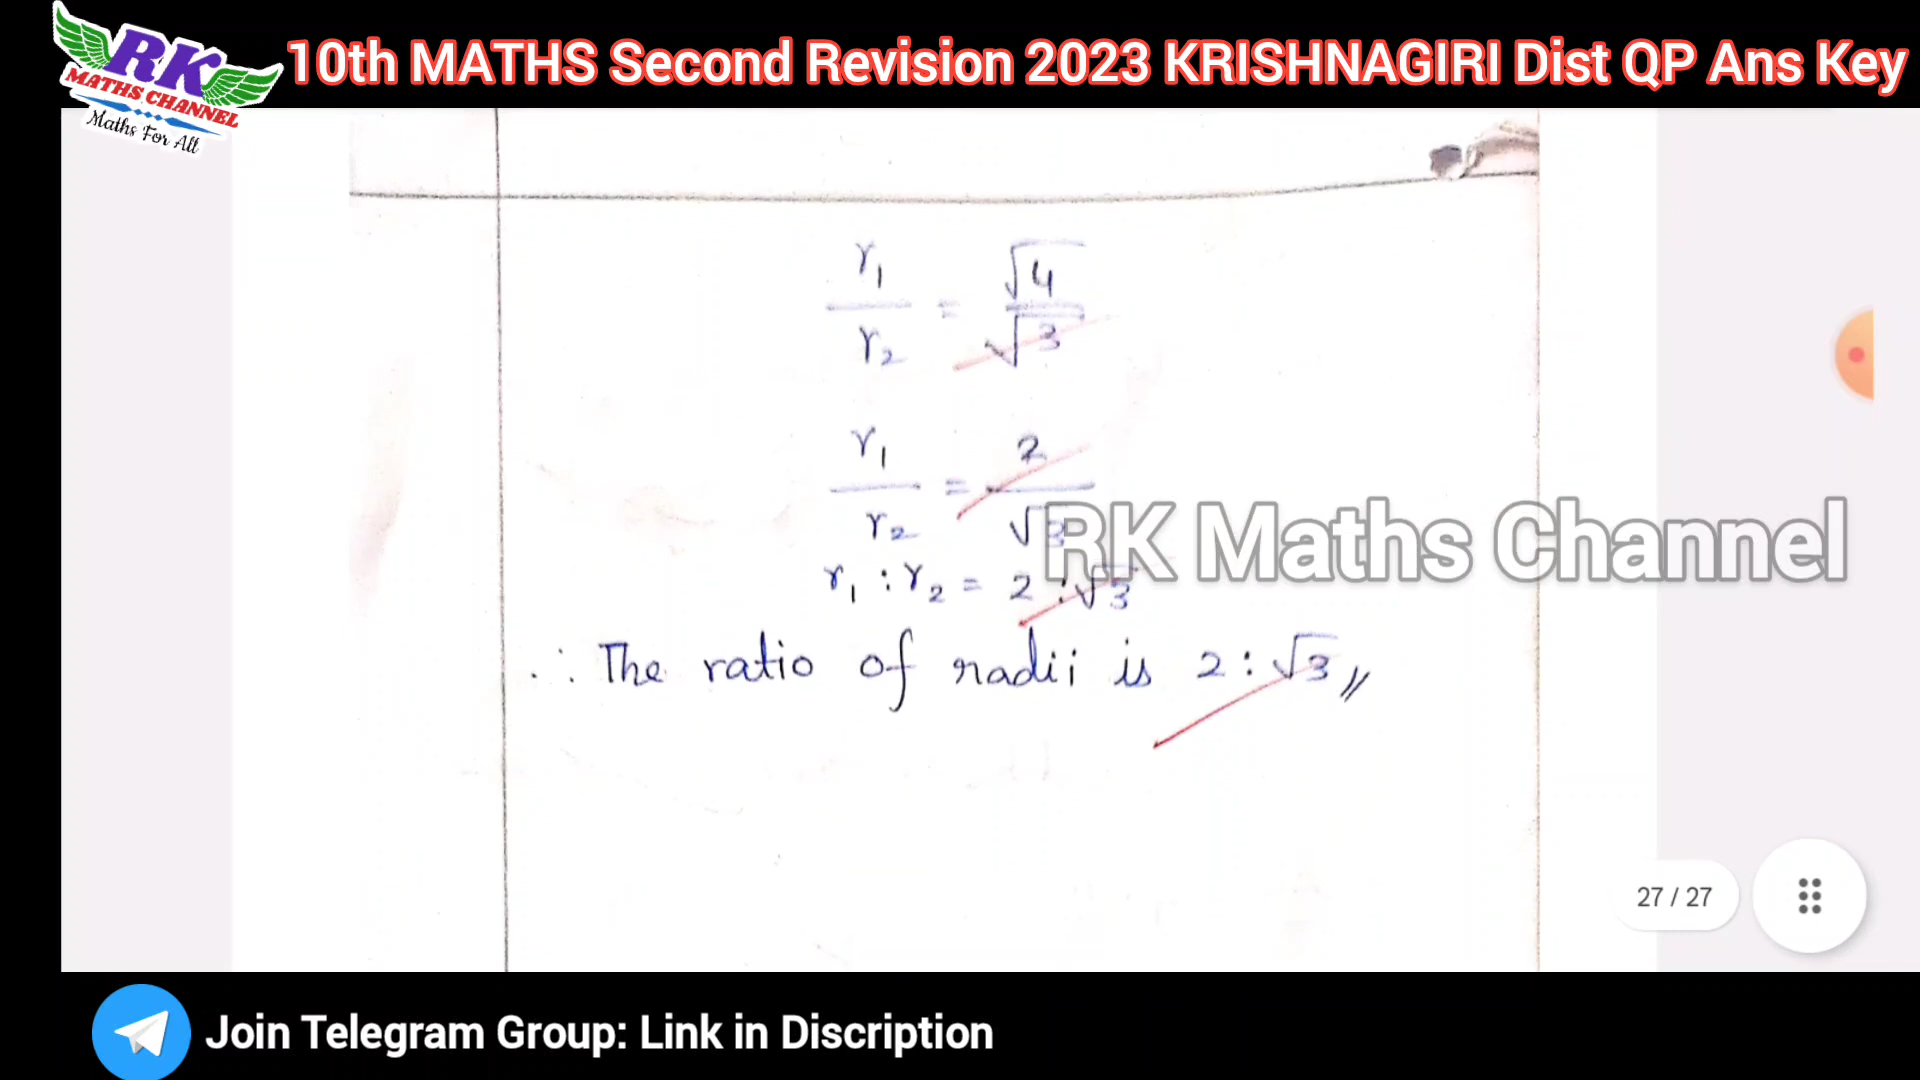 RK
MATHS CHANNEL
Maths For All
10th MATHS Second Revision 2023 KRISHNAGIRI Dist QP Ans Key
r₁/r₂ = √4/√3
r₁/r₂ = 2/√3
RK Maths Channel
r₁ : r₂ = 2 : √3
∴ The ratio of radii is 2 : √3 //
27 / 27
Join Telegram Group: Link in Discription